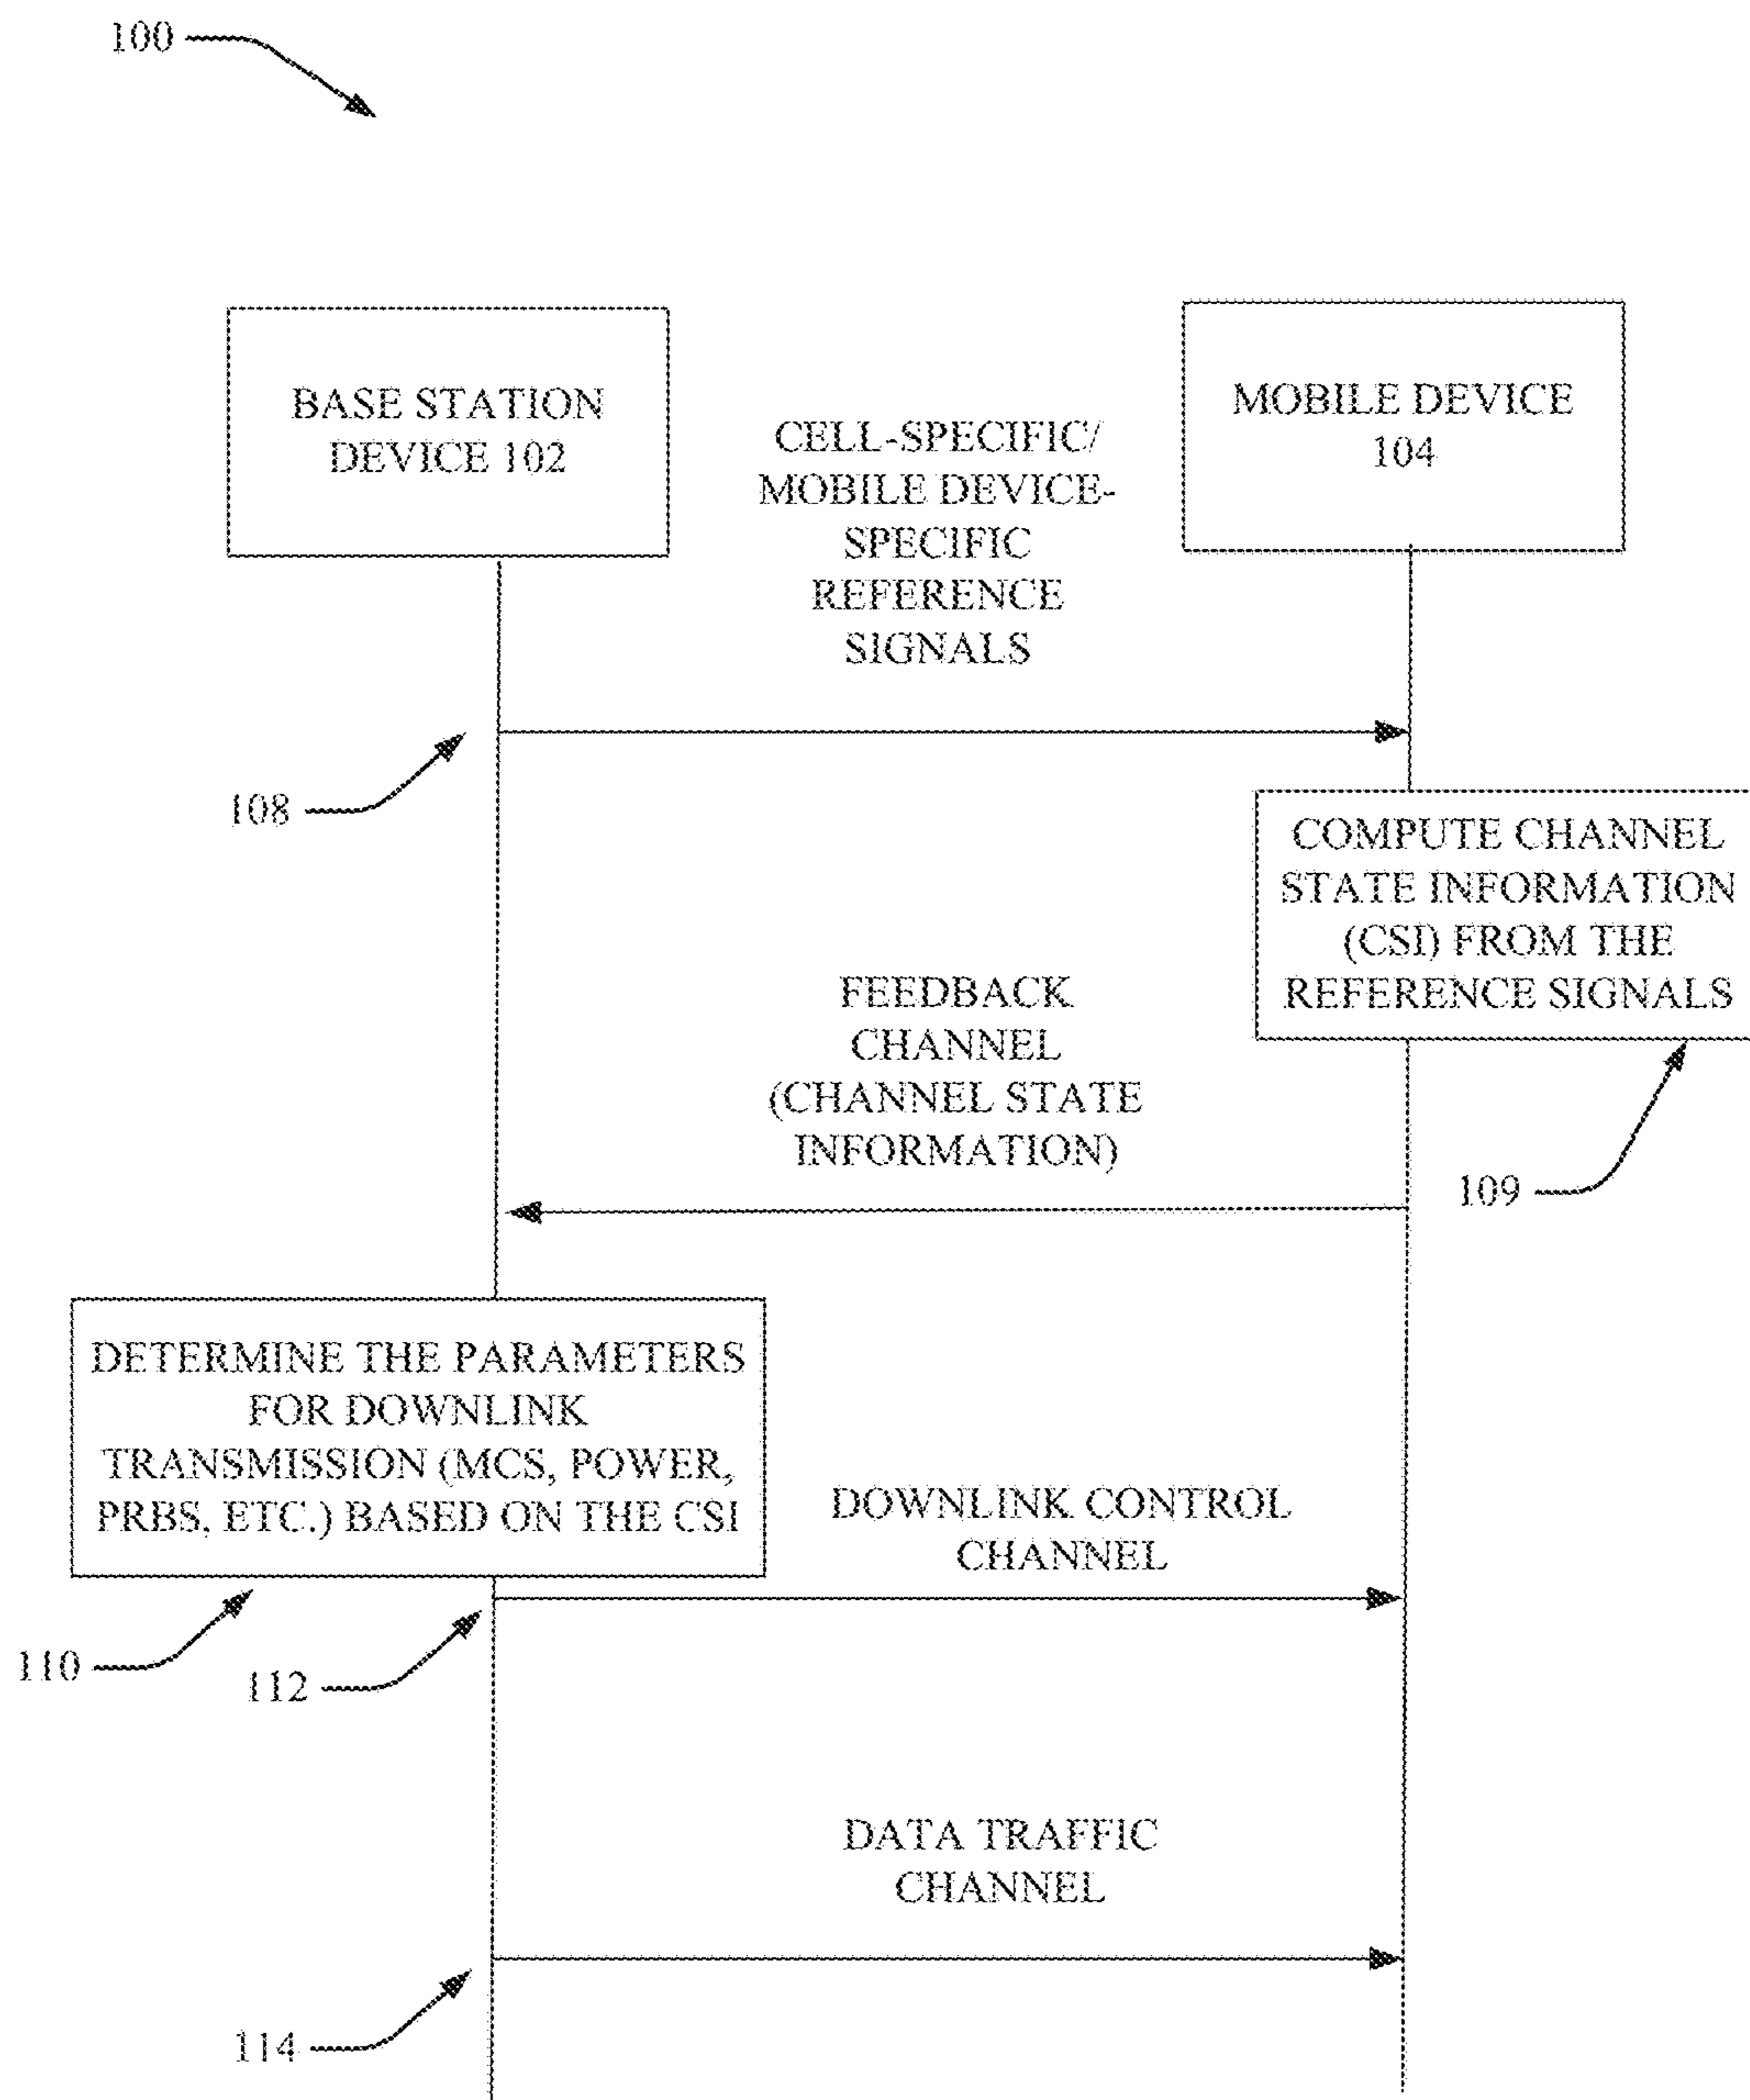 100
BASE STATION
DEVICE 102
MOBILE DEVICE
104
CELL-SPECIFIC/
MOBILE DEVICE-
SPECIFIC
REFERENCE
SIGNALS
108
COMPUTE CHANNEL
STATE INFORMATION
(CSI) FROM THE
REFERENCE SIGNALS
109
FEEDBACK
CHANNEL
(CHANNEL STATE
INFORMATION)
DETERMINE THE PARAMETERS
FOR DOWNLINK
TRANSMISSION (MCS, POWER,
PRBS, ETC.) BASED ON THE CSI
110
DOWNLINK CONTROL
CHANNEL
112
DATA TRAFFIC
CHANNEL
114